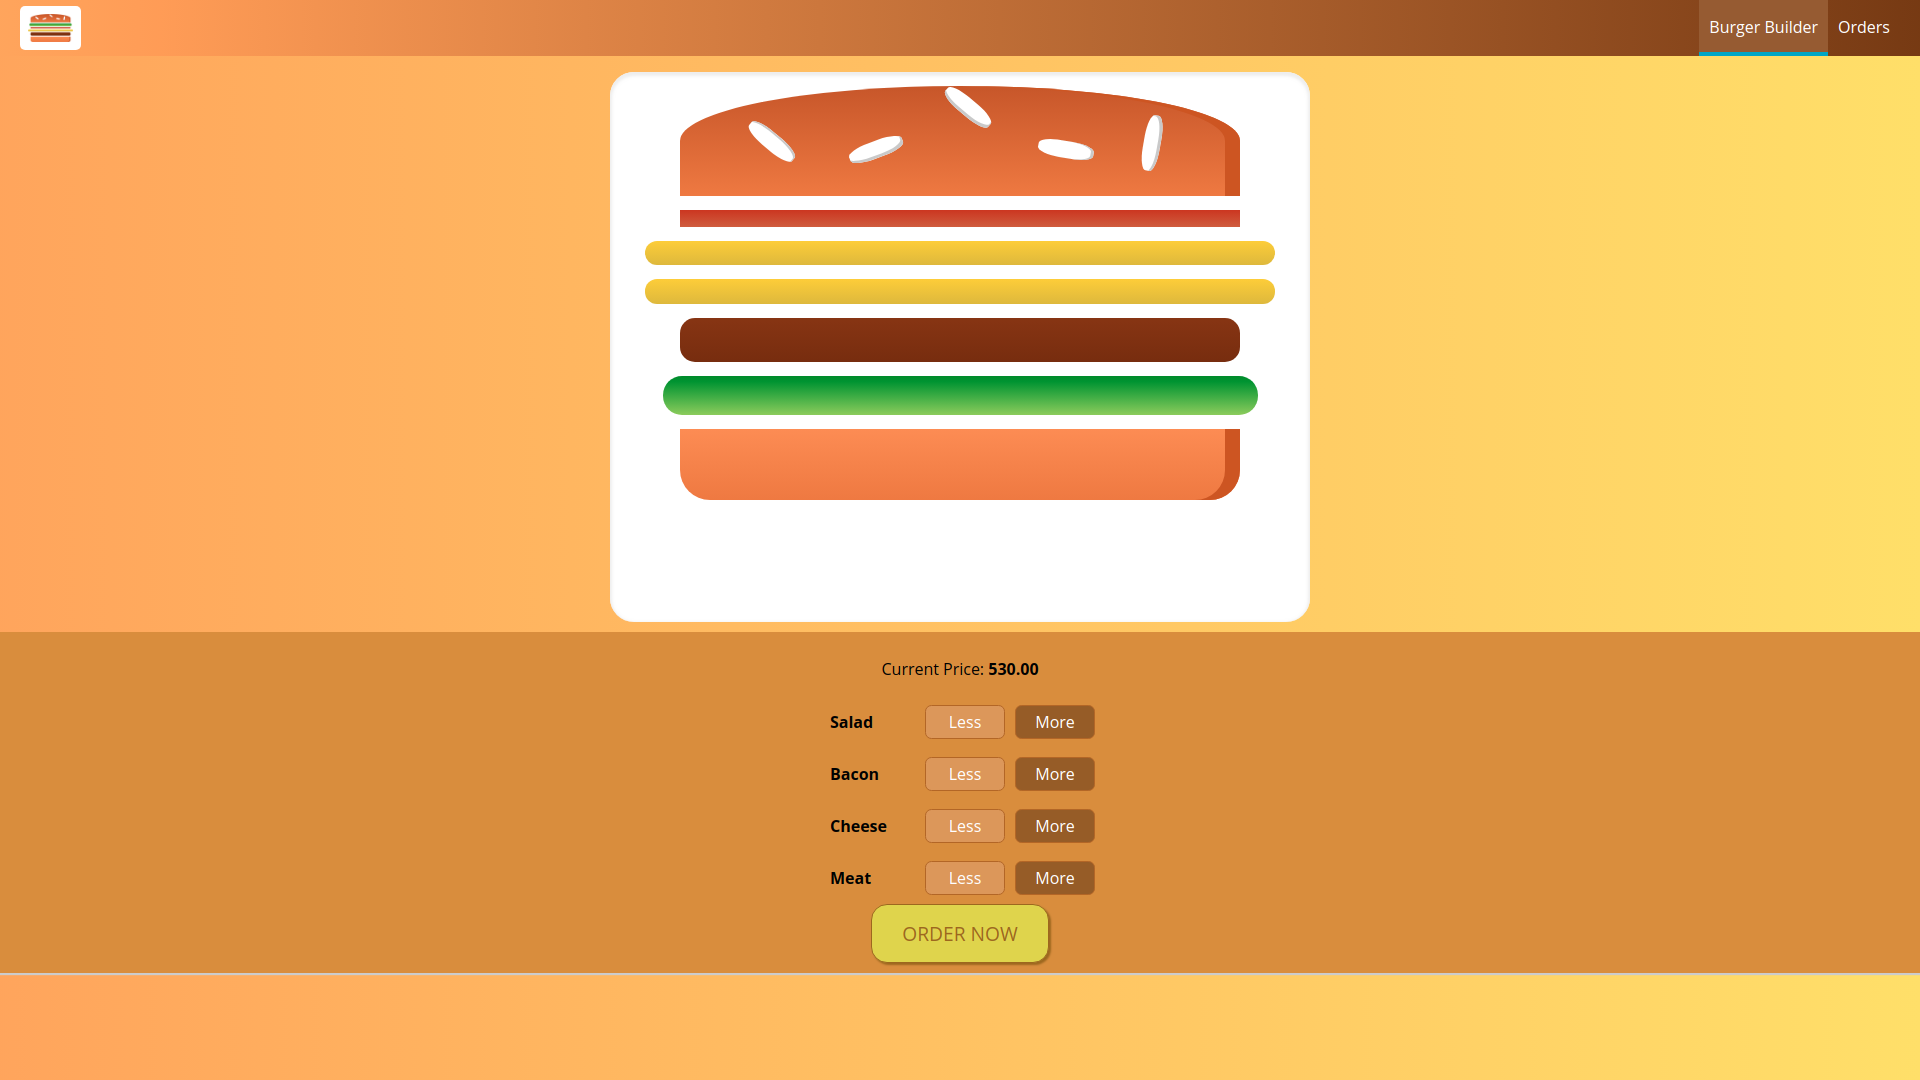 Burger Builder Orders
Current Price: 530.00
Salad Less More
Bacon Less More
Cheese Less More
Meat Less More
ORDER NOW